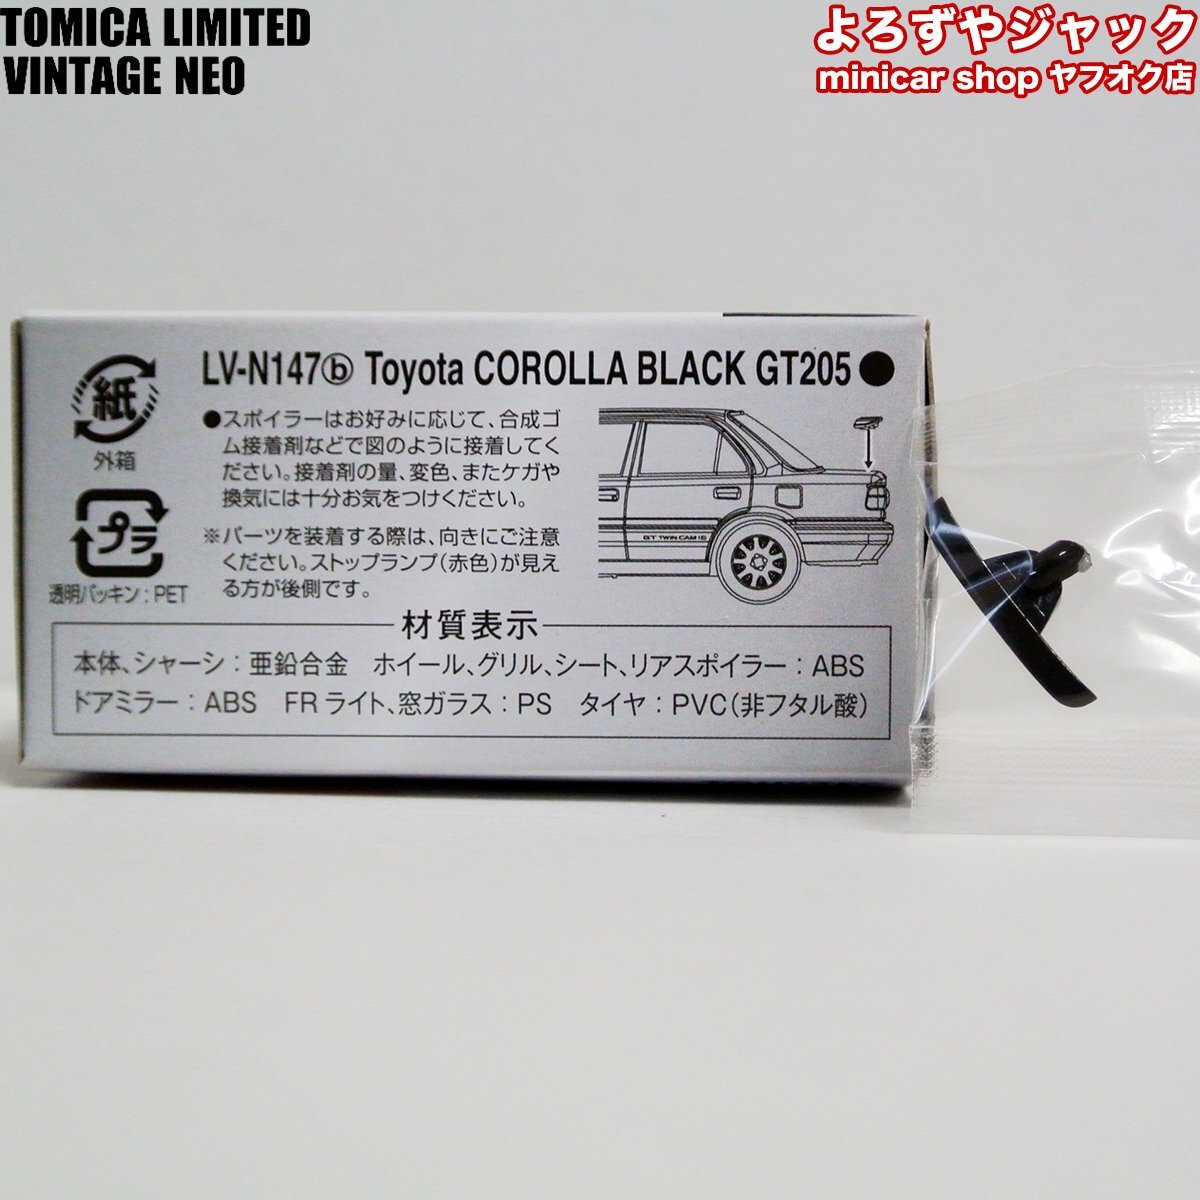 TOMICA LIMITED
VINTAGE NEO
よろずやジャック
minicar shop ヤフオク店
LV-N147ⓑ Toyota COROLLA BLACK GT205●
紙
外箱
プラ
透明パッキン：PET
●スポイラーはお好みに応じて、合成ゴ
ム接着剤などで図のように接着してく
ださい。接着剤の量、変色、またケガや
換気には十分お気をつけください。
※パーツを装着する際は、向きにご注意
ください。ストップランプ（赤色）が見え
る方が後側です。
GT TWIN CAM 16
材質表示
本体、シャーシ：亜鉛合金　ホイール、グリル、シート、リアスポイラー：ABS
ドアミラー：ABS　FRライト、窓ガラス：PS　タイヤ：PVC（非フタル酸）